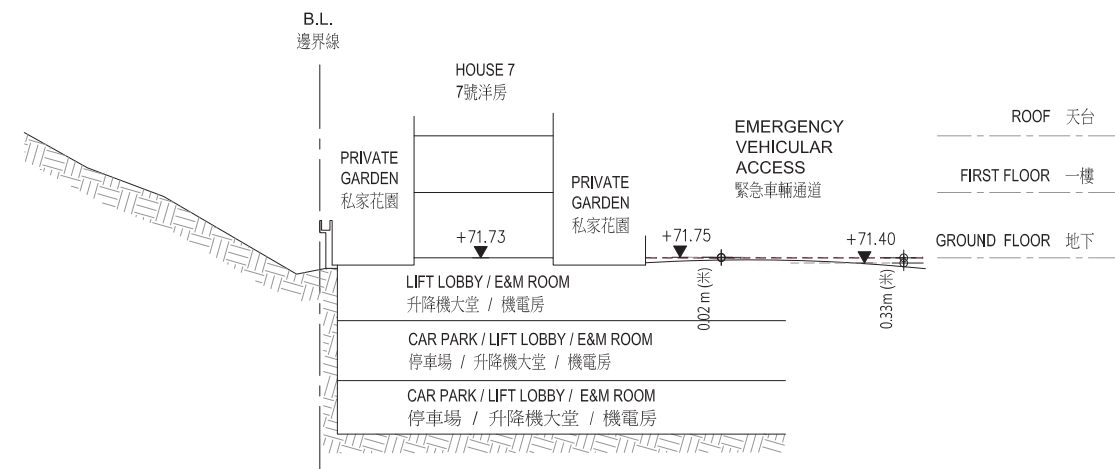 B.L.
邊界線
HOUSE 7
7號洋房
PRIVATE
GARDEN
私家花園
PRIVATE
GARDEN
私家花園
EMERGENCY
VEHICULAR
ACCESS
緊急車輛通道
ROOF 天台
FIRST FLOOR 一樓
GROUND FLOOR 地下
+71.73
+71.75
+71.40
0.02 m (米)
0.33m (米)
LIFT LOBBY / E&M ROOM
升降機大堂 / 機電房
CAR PARK / LIFT LOBBY / E&M ROOM
停車場 / 升降機大堂 / 機電房
CAR PARK / LIFT LOBBY / E&M ROOM
停車場 / 升降機大堂 / 機電房